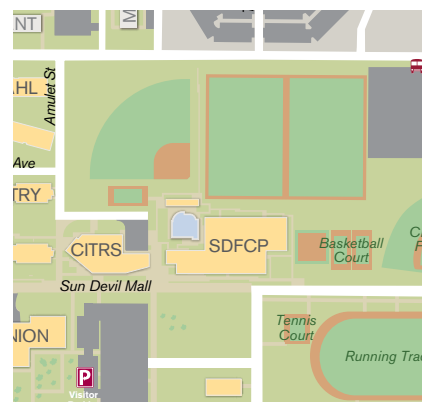 NT
M
AHL
Amulet St
Ave
TRY
CITRS
SDFCP
Basketball
Court
Sun Devil Mall
NION
Tennis
Court
Running Trac
P
Visitor